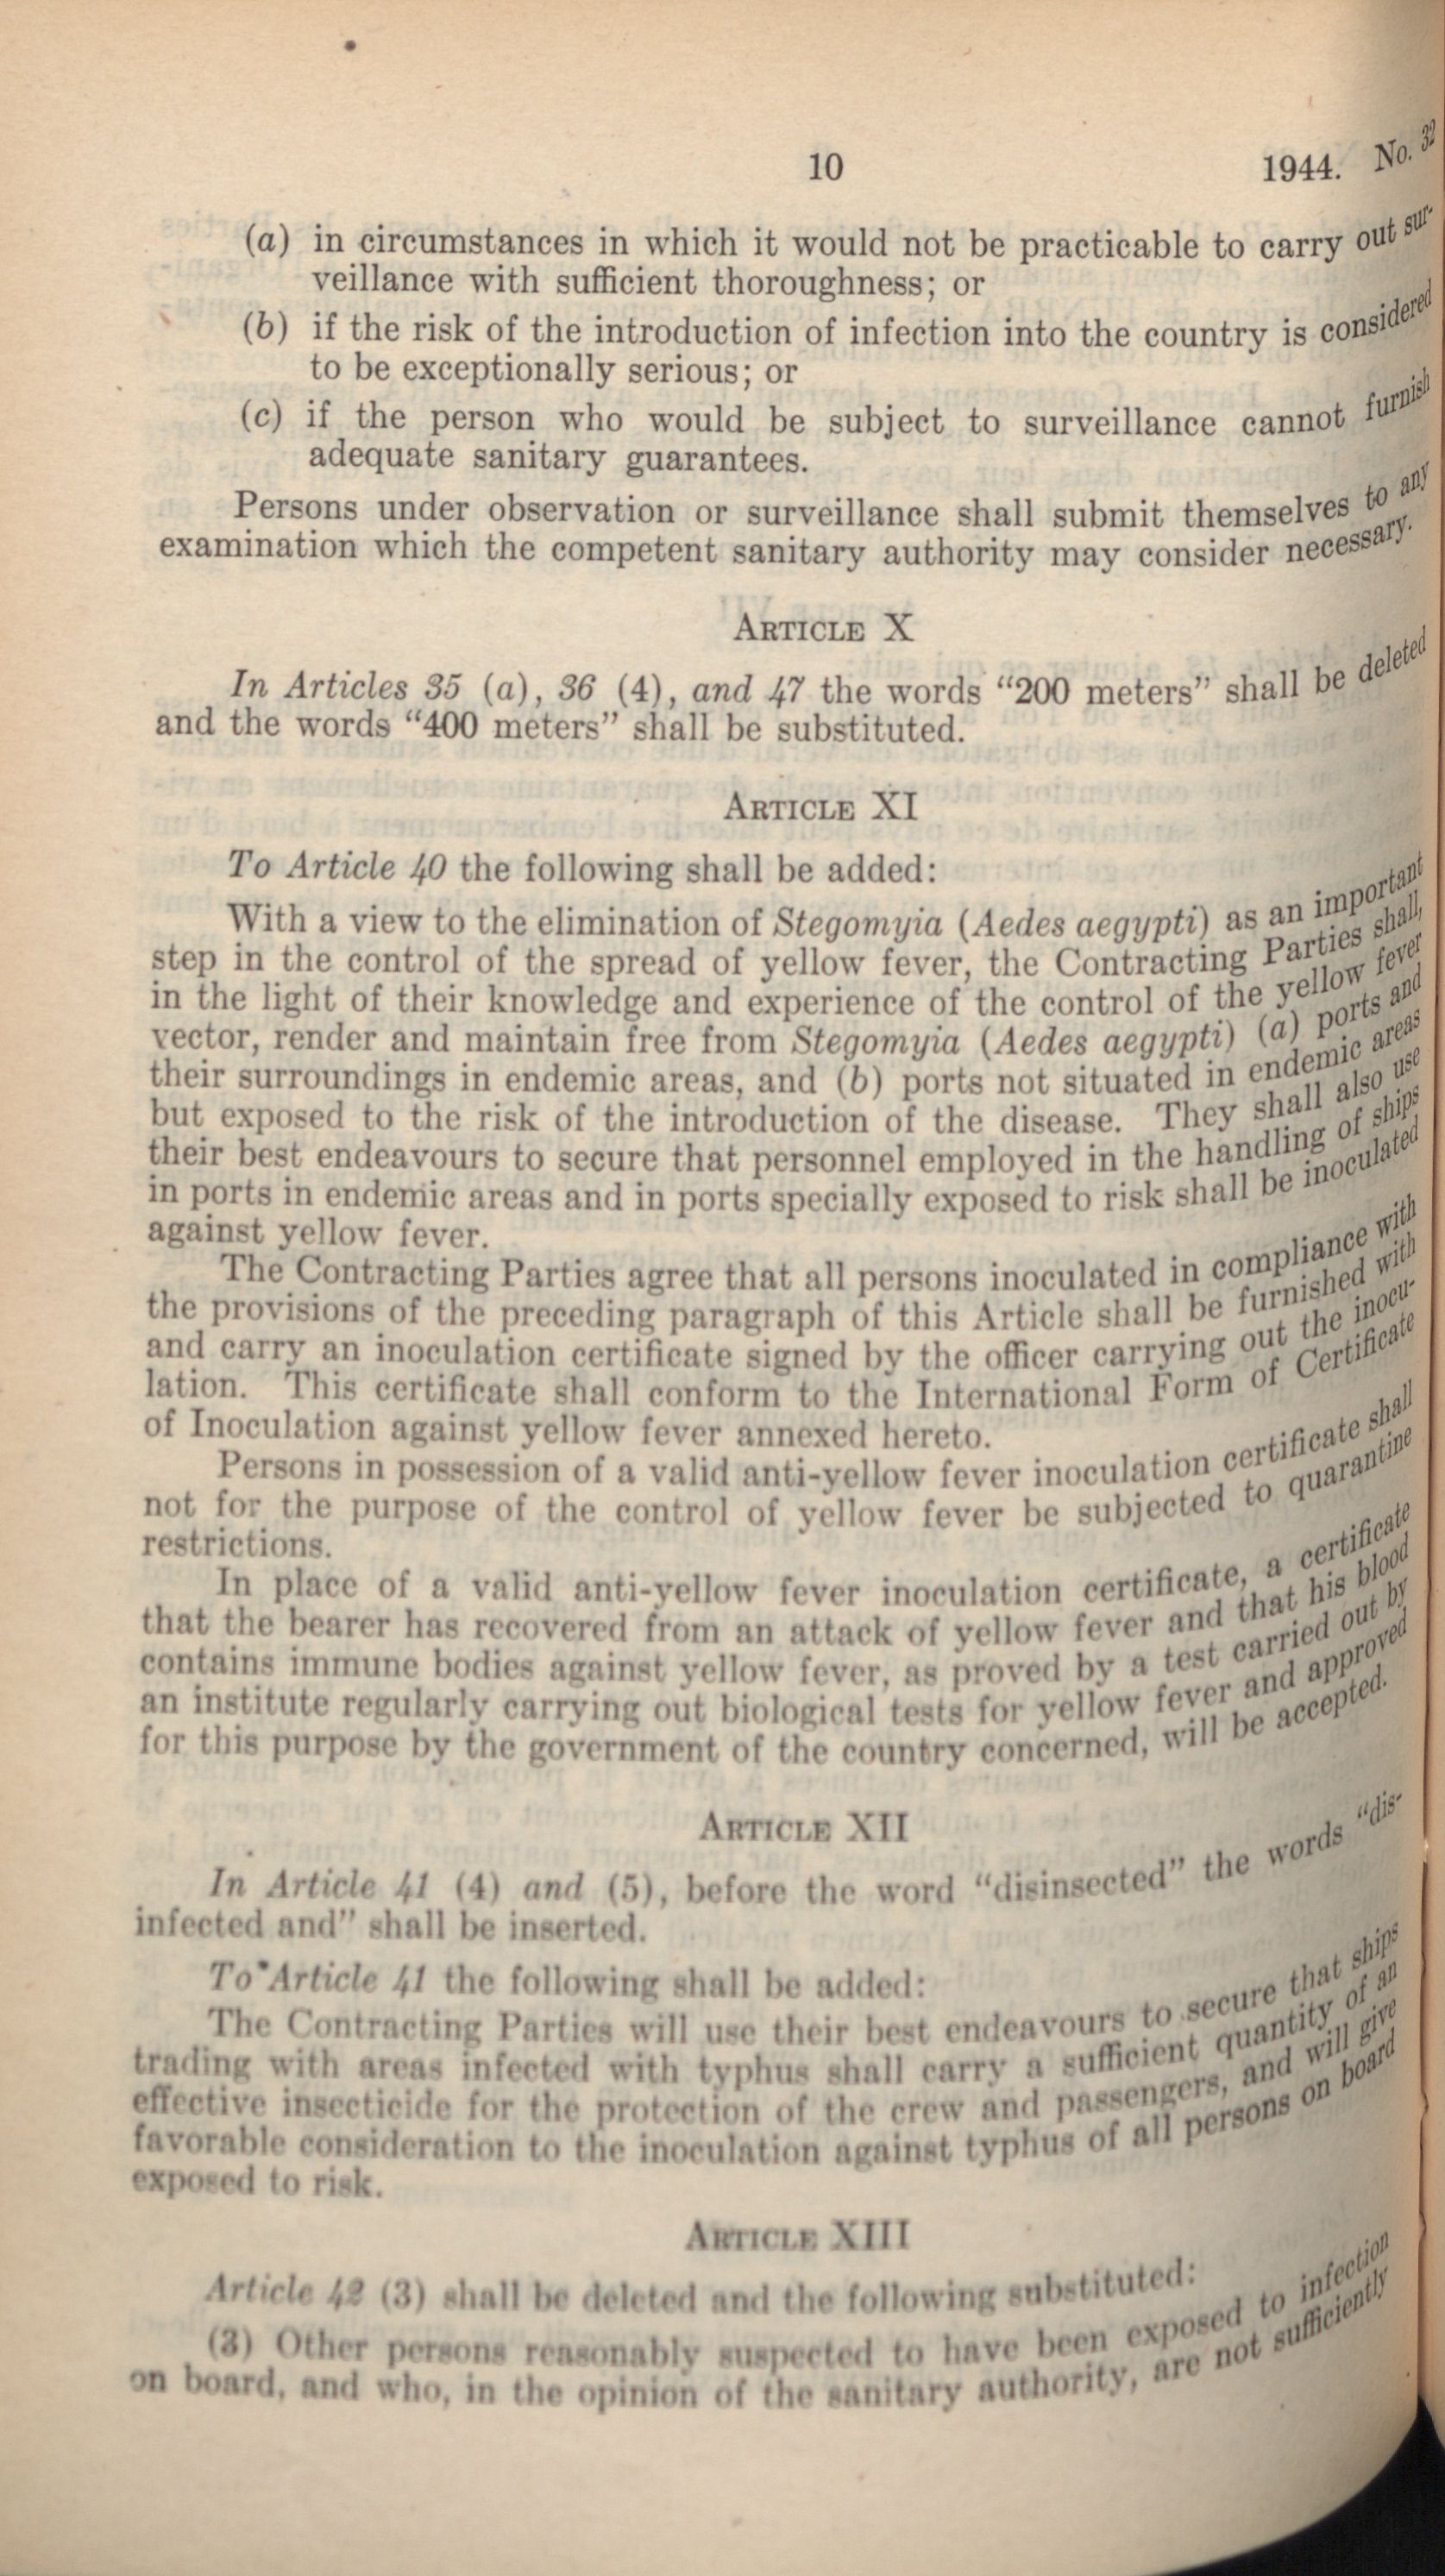 10
1944. No. 32
(a) in circumstances in which it would not be practicable to carry out sur-
veillance with sufficient thoroughness; or
(b) if the risk of the introduction of infection into the country is considered
to be exceptionally serious; or
(c) if the person who would be subject to surveillance cannot furnish
adequate sanitary guarantees.
Persons under observation or surveillance shall submit themselves to any
examination which the competent sanitary authority may consider necessary.
ARTICLE X
In Articles 35 (a), 36 (4), and 47 the words “200 meters” shall be deleted
and the words “400 meters” shall be substituted.
ARTICLE XI
To Article 40 the following shall be added:
With a view to the elimination of Stegomyia (Aedes aegypti) as an important
step in the control of the spread of yellow fever, the Contracting Parties shall,
in the light of their knowledge and experience of the control of the yellow fever
vector, render and maintain free from Stegomyia (Aedes aegypti) (a) ports and
their surroundings in endemic areas, and (b) ports not situated in endemic areas
but exposed to the risk of the introduction of the disease. They shall also use
their best endeavours to secure that personnel employed in the handling of ships
in ports in endemic areas and in ports specially exposed to risk shall be inoculated
against yellow fever.
The Contracting Parties agree that all persons inoculated in compliance with
the provisions of the preceding paragraph of this Article shall be furnished with
and carry an inoculation certificate signed by the officer carrying out the inocu-
lation. This certificate shall conform to the International Form of Certificate
of Inoculation against yellow fever annexed hereto.
Persons in possession of a valid anti-yellow fever inoculation certificate shall
not for the purpose of the control of yellow fever be subjected to quarantine
restrictions.
In place of a valid anti-yellow fever inoculation certificate, a certificate
that the bearer has recovered from an attack of yellow fever and that his blood
contains immune bodies against yellow fever, as proved by a test carried out by
an institute regularly carrying out biological tests for yellow fever and approved
for this purpose by the government of the country concerned, will be accepted.
ARTICLE XII
In Article 41 (4) and (5), before the word “disinsected” the words “dis-
infected and” shall be inserted.
To Article 41 the following shall be added:
The Contracting Parties will use their best endeavours to secure that ships
trading with areas infected with typhus shall carry a sufficient quantity of an
effective insecticide for the protection of the crew and passengers, and will give
favorable consideration to the inoculation against typhus of all persons on board
exposed to risk.
ARTICLE XIII
Article 42 (3) shall be deleted and the following substituted:
(3) Other persons reasonably suspected to have been exposed to infection
on board, and who, in the opinion of the sanitary authority, are not sufficiently